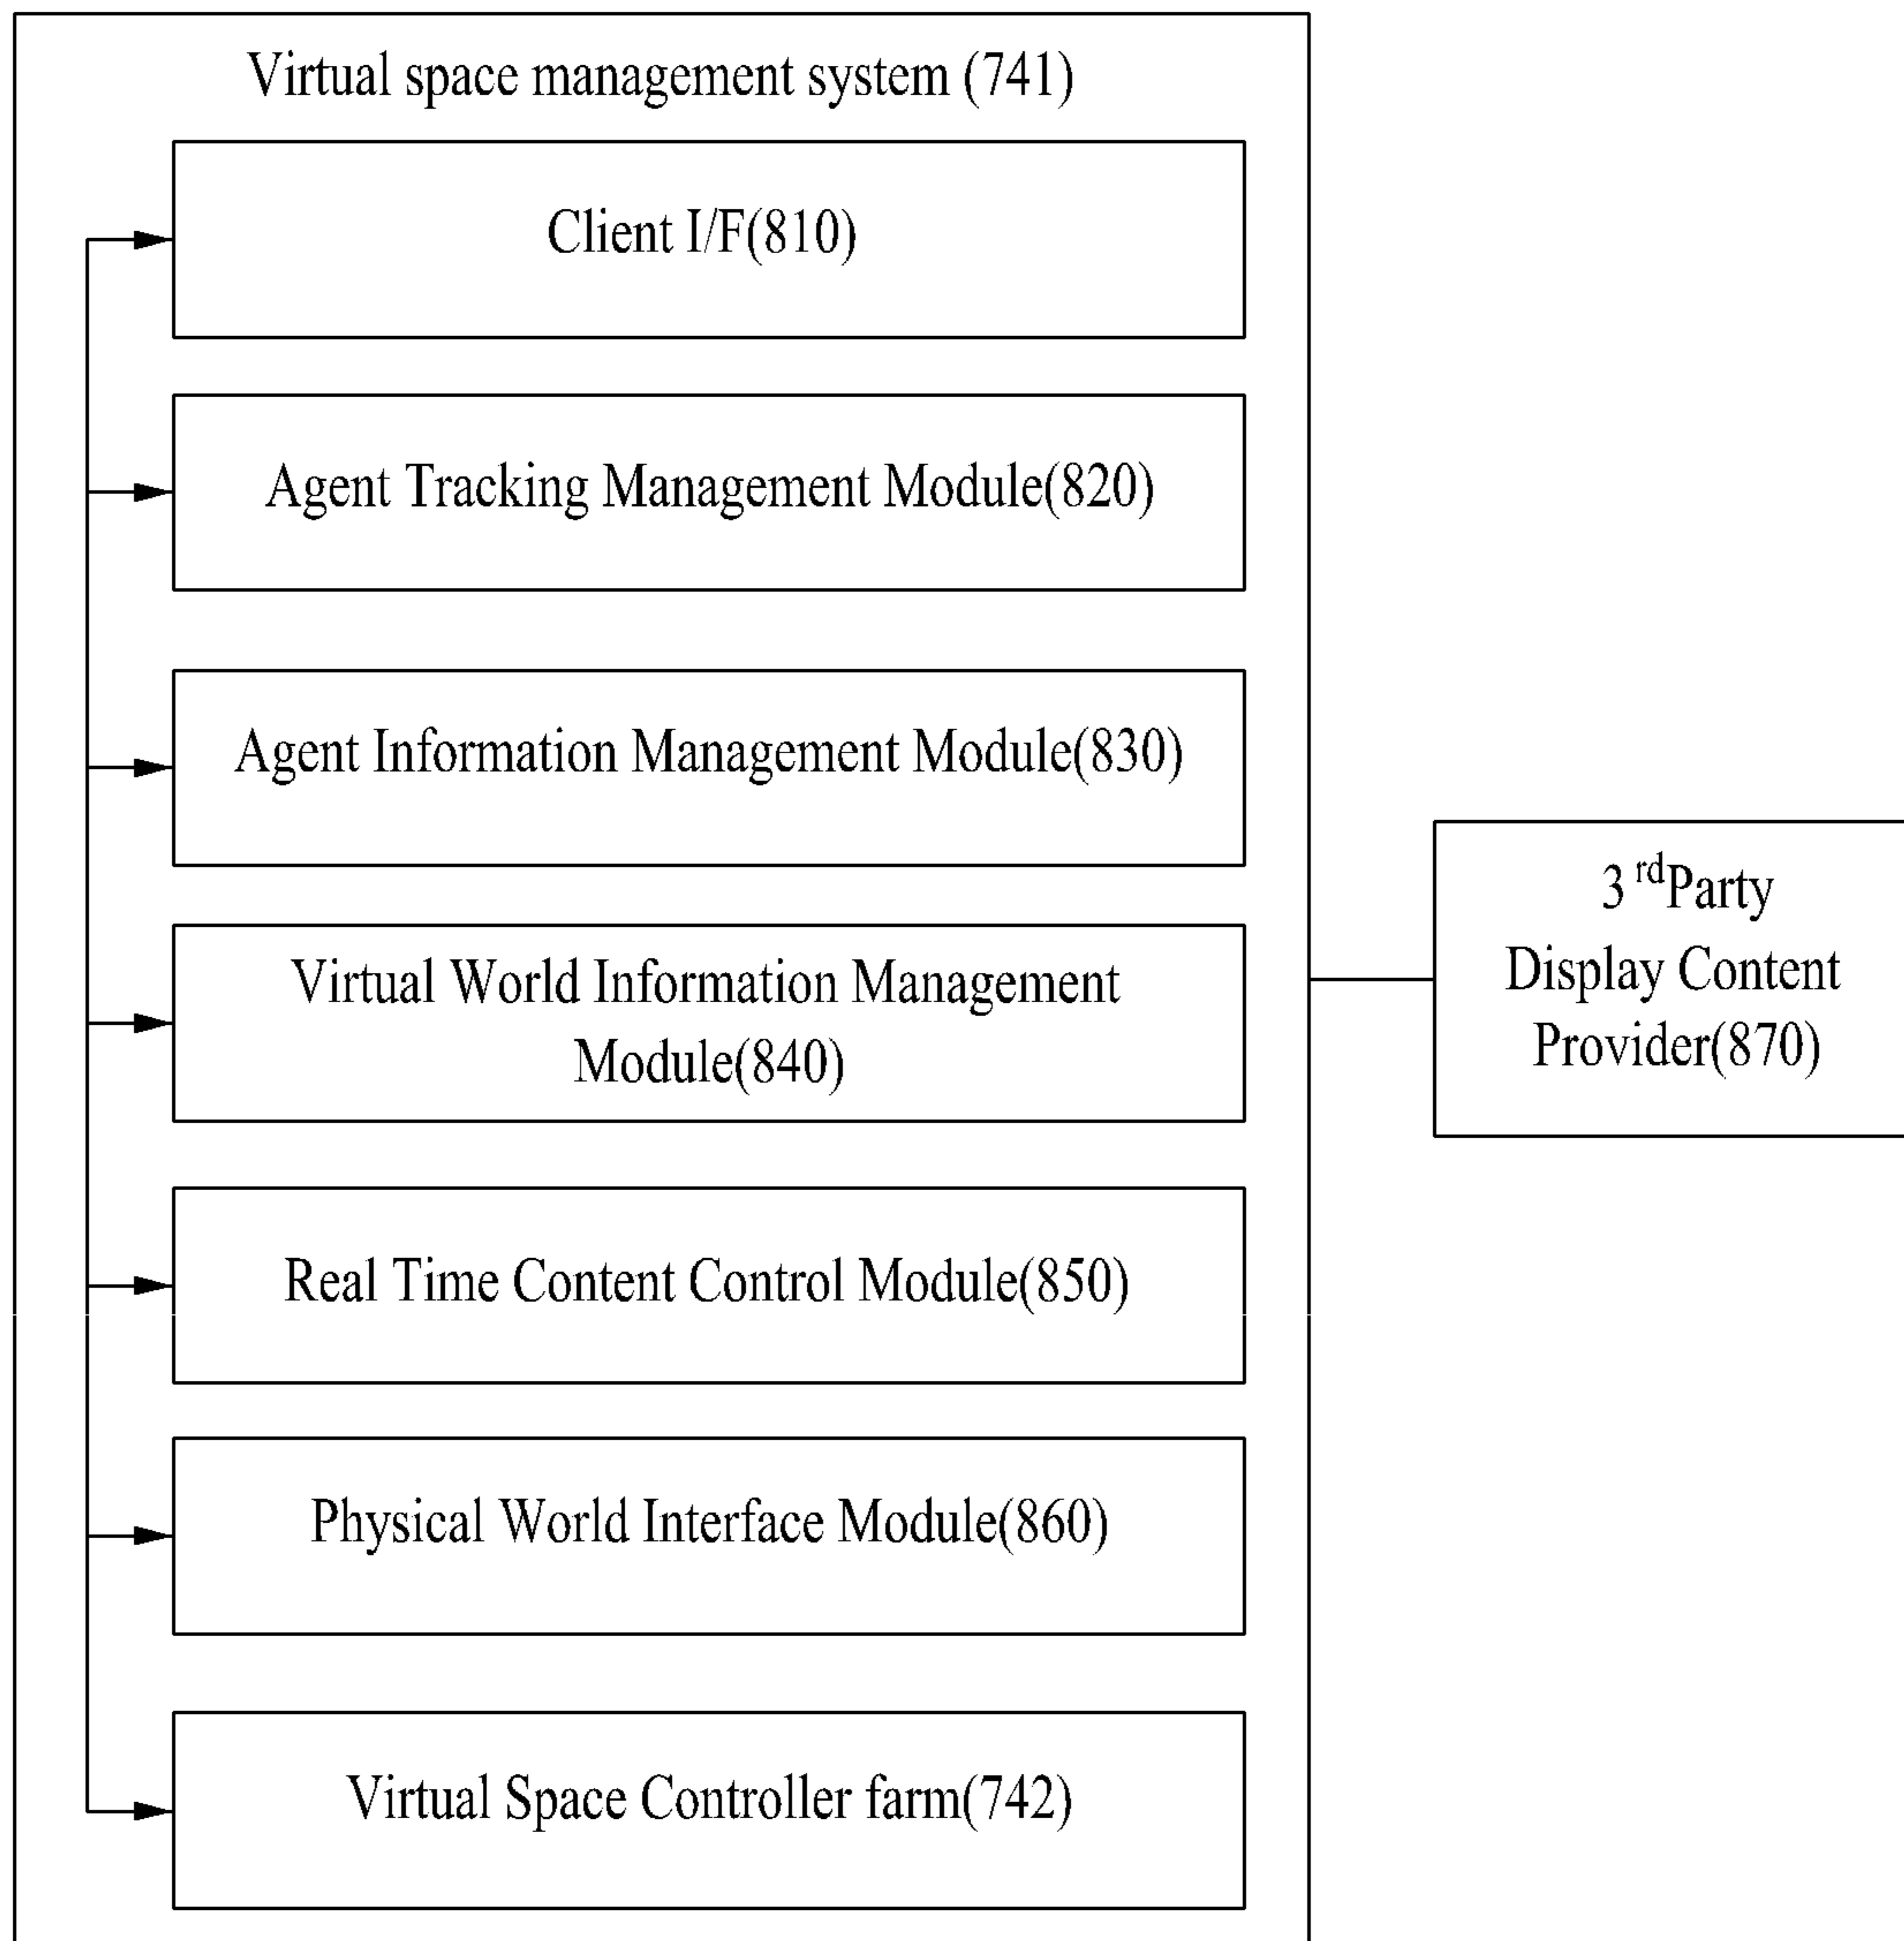 Virtual space management system (741)
Client I/F(810)
Agent Tracking Management Module(820)
Agent Information Management Module(830)
Virtual World Information Management
Module(840)
Real Time Content Control Module(850)
Physical World Interface Module(860)
Virtual Space Controller farm(742)
3 rdParty
Display Content
Provider(870)